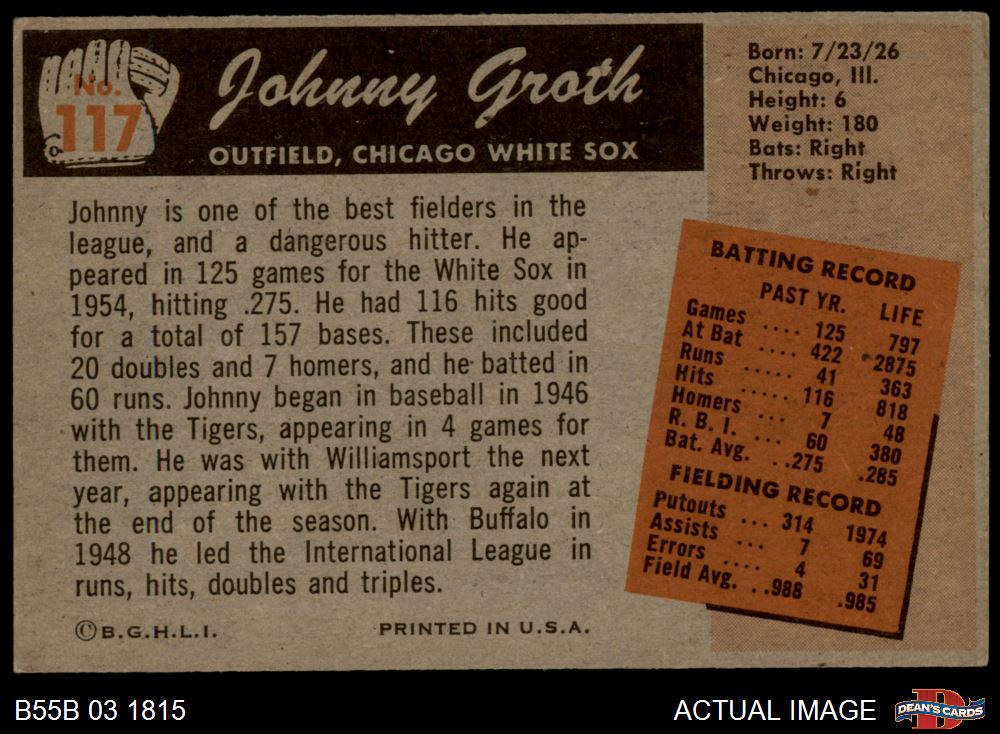 No.
117
Johnny Groth
OUTFIELD, CHICAGO WHITE SOX
Born: 7/23/26
Chicago, Ill.
Height: 6
Weight: 180
Bats: Right
Throws: Right
Johnny is one of the best fielders in the
league, and a dangerous hitter. He ap-
peared in 125 games for the White Sox in
1954, hitting .275. He had 116 hits good
for a total of 157 bases. These included
20 doubles and 7 homers, and he batted in
60 runs. Johnny began in baseball in 1946
with the Tigers, appearing in 4 games for
them. He was with Williamsport the next
year, appearing with the Tigers again at
the end of the season. With Buffalo in
1948 he led the International League in
runs, hits, doubles and triples.
BATTING RECORD
PAST YR. LIFE
Games .... 125 797
At Bat .... 422 2875
Runs ..... 41 363
Hits ..... 116 818
Homers ... 7 48
R. B. I. ... 60 380
Bat. Avg. ...275 .285
FIELDING RECORD
Putouts ... 314 1974
Assists ... 7 69
Errors .... 4 31
Field Avg. ...988 .985
©B.G.H.L.I. PRINTED IN U.S.A.
B55B 03 1815 ACTUAL IMAGE DEAN'S CARDS